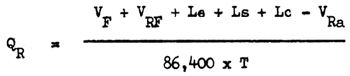 V_F + V_RF + Le + Ls + Lc - V_Ra
Q_R =
86,400 x T